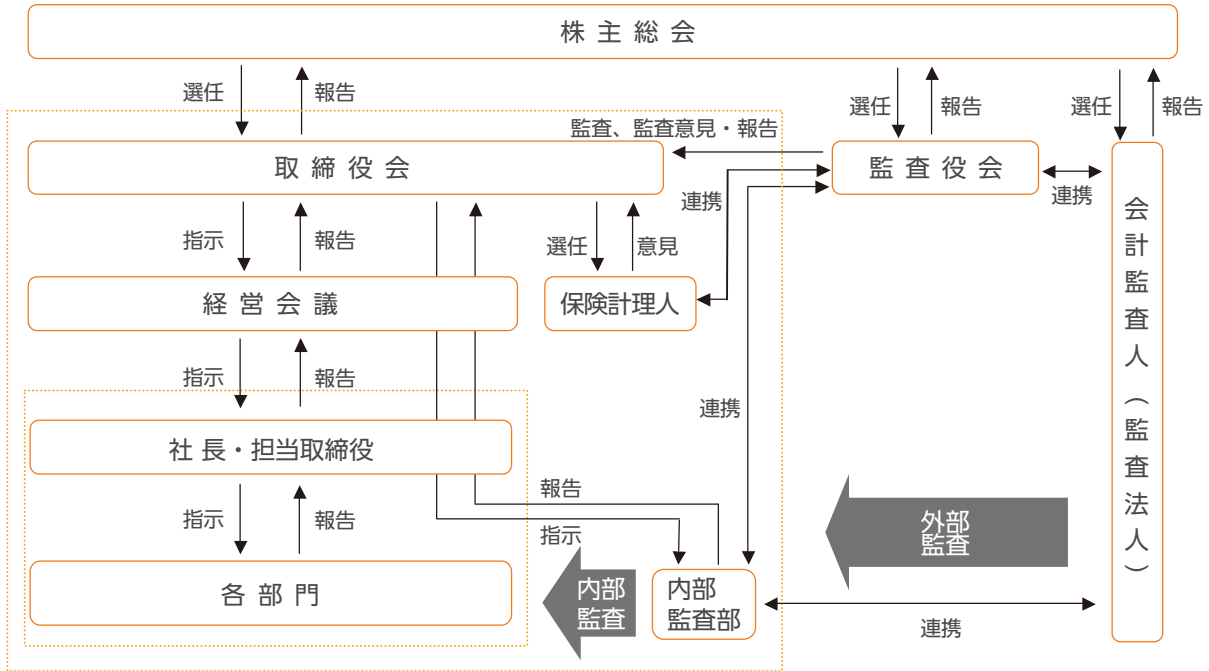 株主総会
選任
報告
選任
報告
選任
報告
監査、監査意見・報告
取締役会
監査役会
連携
連携
会計監査人（監査法人）
指示
報告
選任
意見
経営会議
保険計理人
指示
報告
連携
社長・担当取締役
指示
報告
報告
指示
外部
監査
各部門
内部
監査
内部
監査部
連携